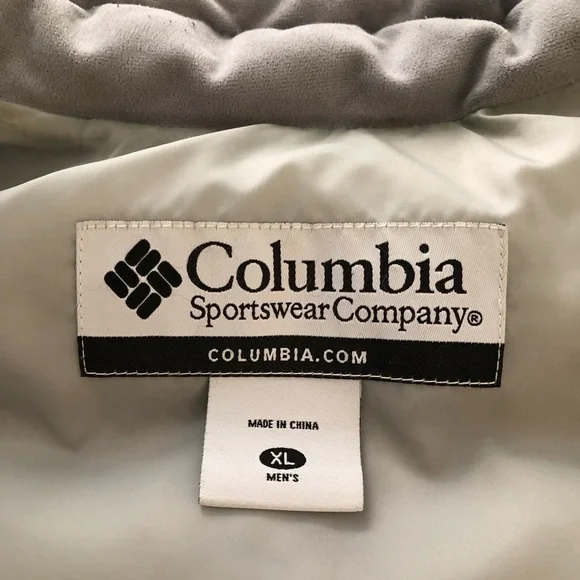 Columbia
Sportswear Company®
COLUMBIA.COM
MADE IN CHINA
XL
MEN'S